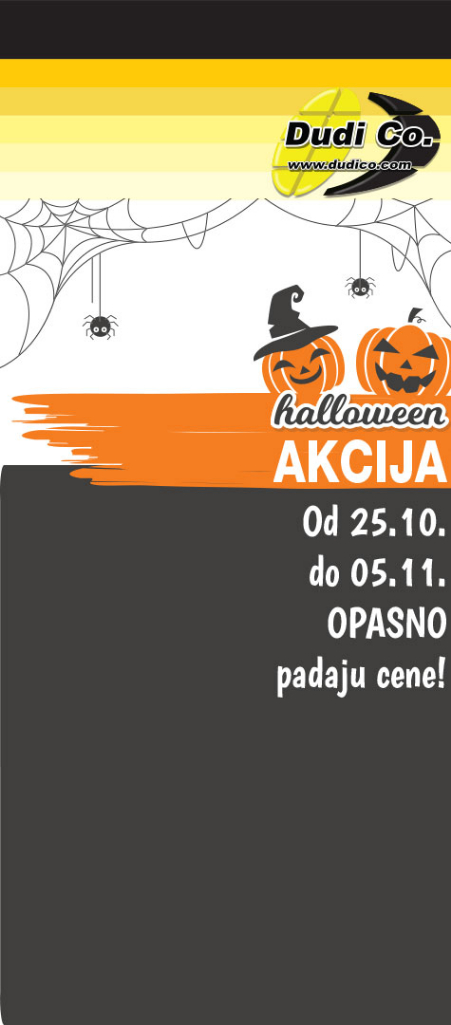 Dudi Co.
www.dudico.com
halloween
AKCIJA
Od 25.10.
do 05.11.
OPASNO
padaju cene!